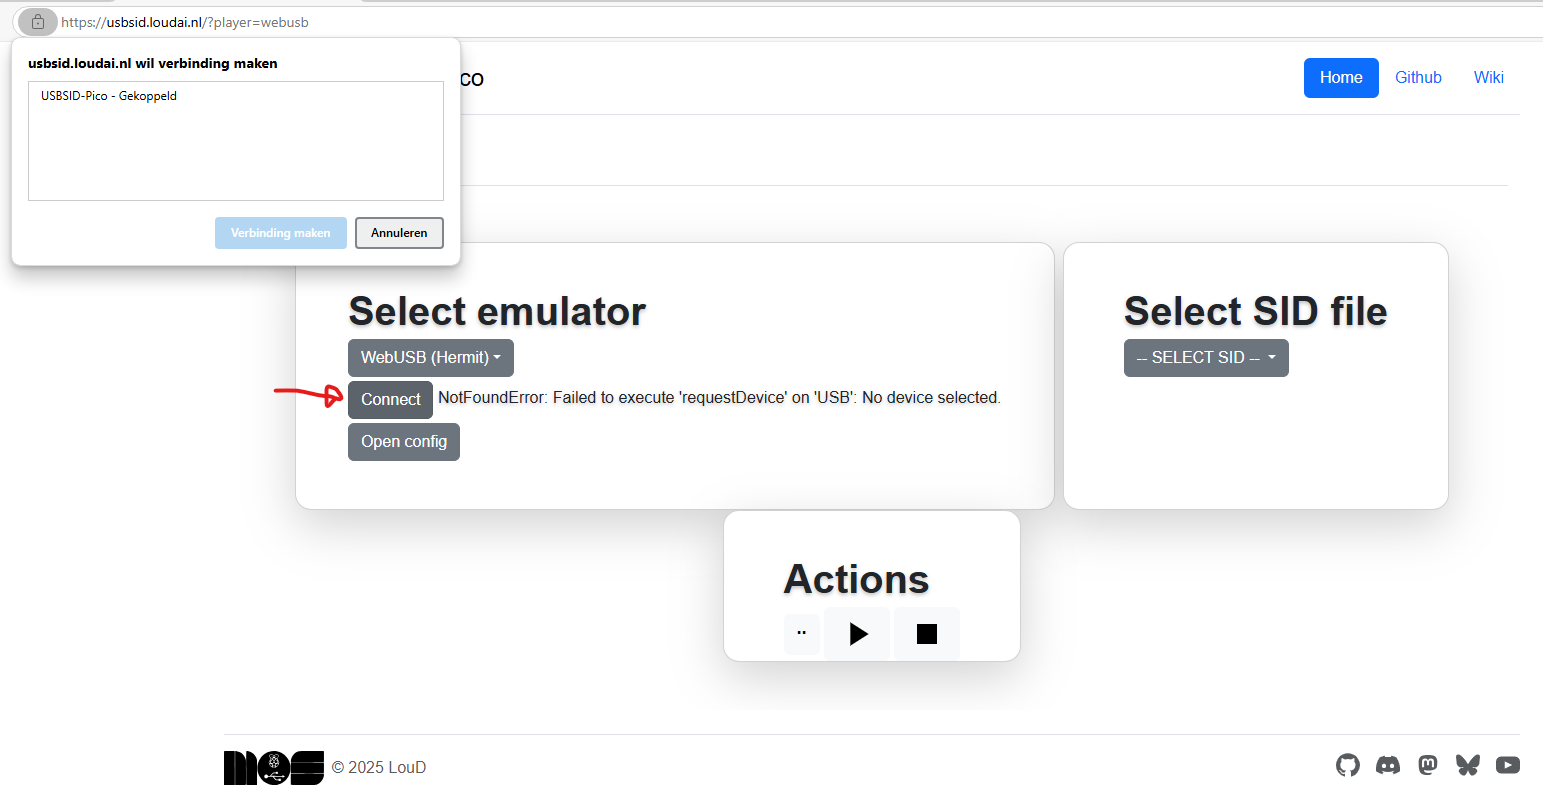 https://usbsid.loudai.nl/?player=webusb
usbsid.loudai.nl wil verbinding maken
USBSID-Pico - Gekoppeld
Verbinding maken
Annuleren
co
Home
Github
Wiki
Select emulator
WebUSB (Hermit)
Connect
NotFoundError: Failed to execute 'requestDevice' on 'USB': No device selected.
Open config
Select SID file
-- SELECT SID --
Actions
..
© 2025 LouD